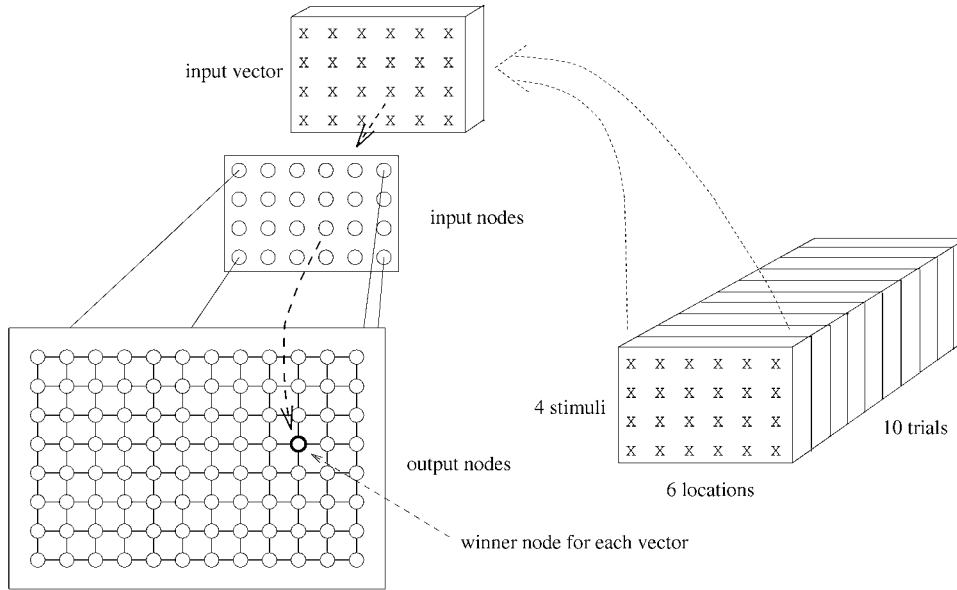 X X X X X X
X X X X X X
input vector
X X X X X X
X X X X X X
input nodes
X X X X X X
X X X X X X
4 stimuli
X X X X X X
X X X X X X
10 trials
output nodes
6 locations
winner node for each vector